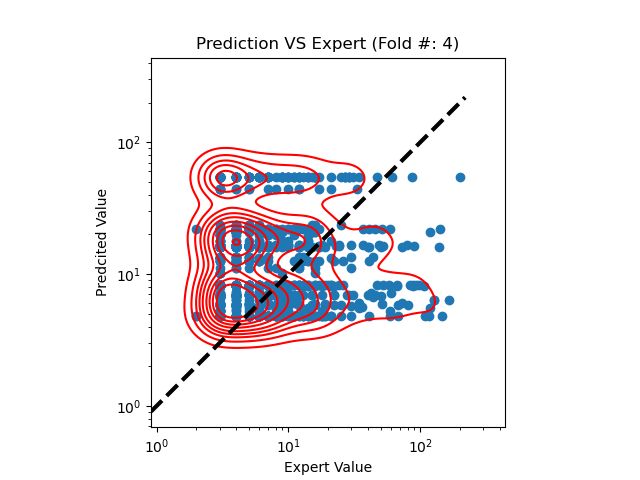 Prediction VS Expert (Fold #: 4)
Predcited Value
10²
10¹
10⁰
10⁰ 10¹ 10²
Expert Value